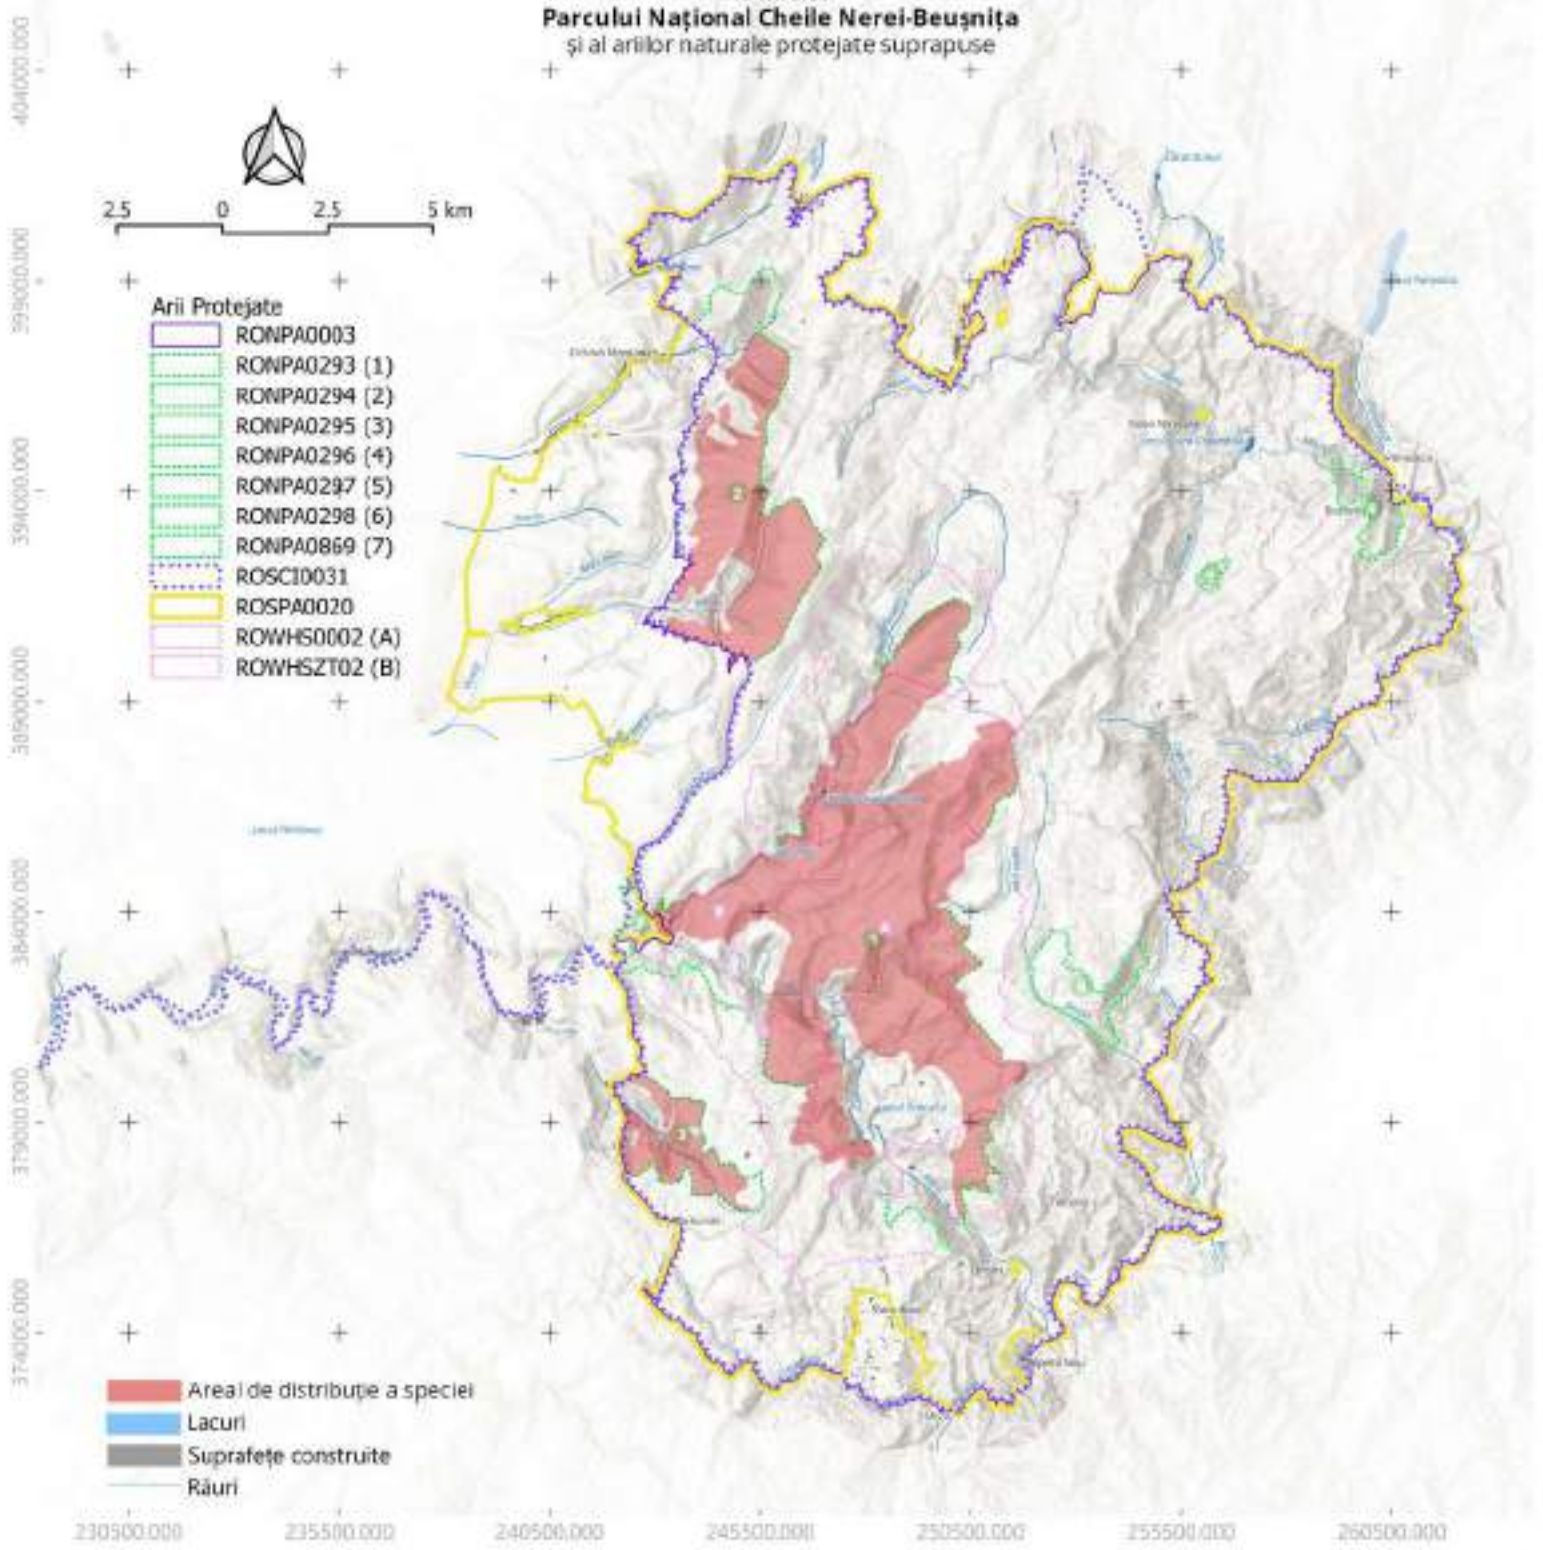 Parcului Național Cheile Nerei-Beușnița
și al ariilor naturale protejate suprapuse
404000.000
399000.000
394000.000
389000.000
384000.000
379000.000
374000.000
2.5 0 2.5 5 km
Arii Protejate
RONPA0003
RONPA0293 (1)
RONPA0294 (2)
RONPA0295 (3)
RONPA0296 (4)
RONPA0297 (5)
RONPA0298 (6)
RONPA0869 (7)
ROSCI0031
ROSPA0020
ROWHS0002 (A)
ROWHSZT02 (B)
2
Areal de distribuție a speciei
Lacuri
Suprafețe construite
Râuri
230500.000 235500.000 240500.000 245500.000 250500.000 255500.000 260500.000